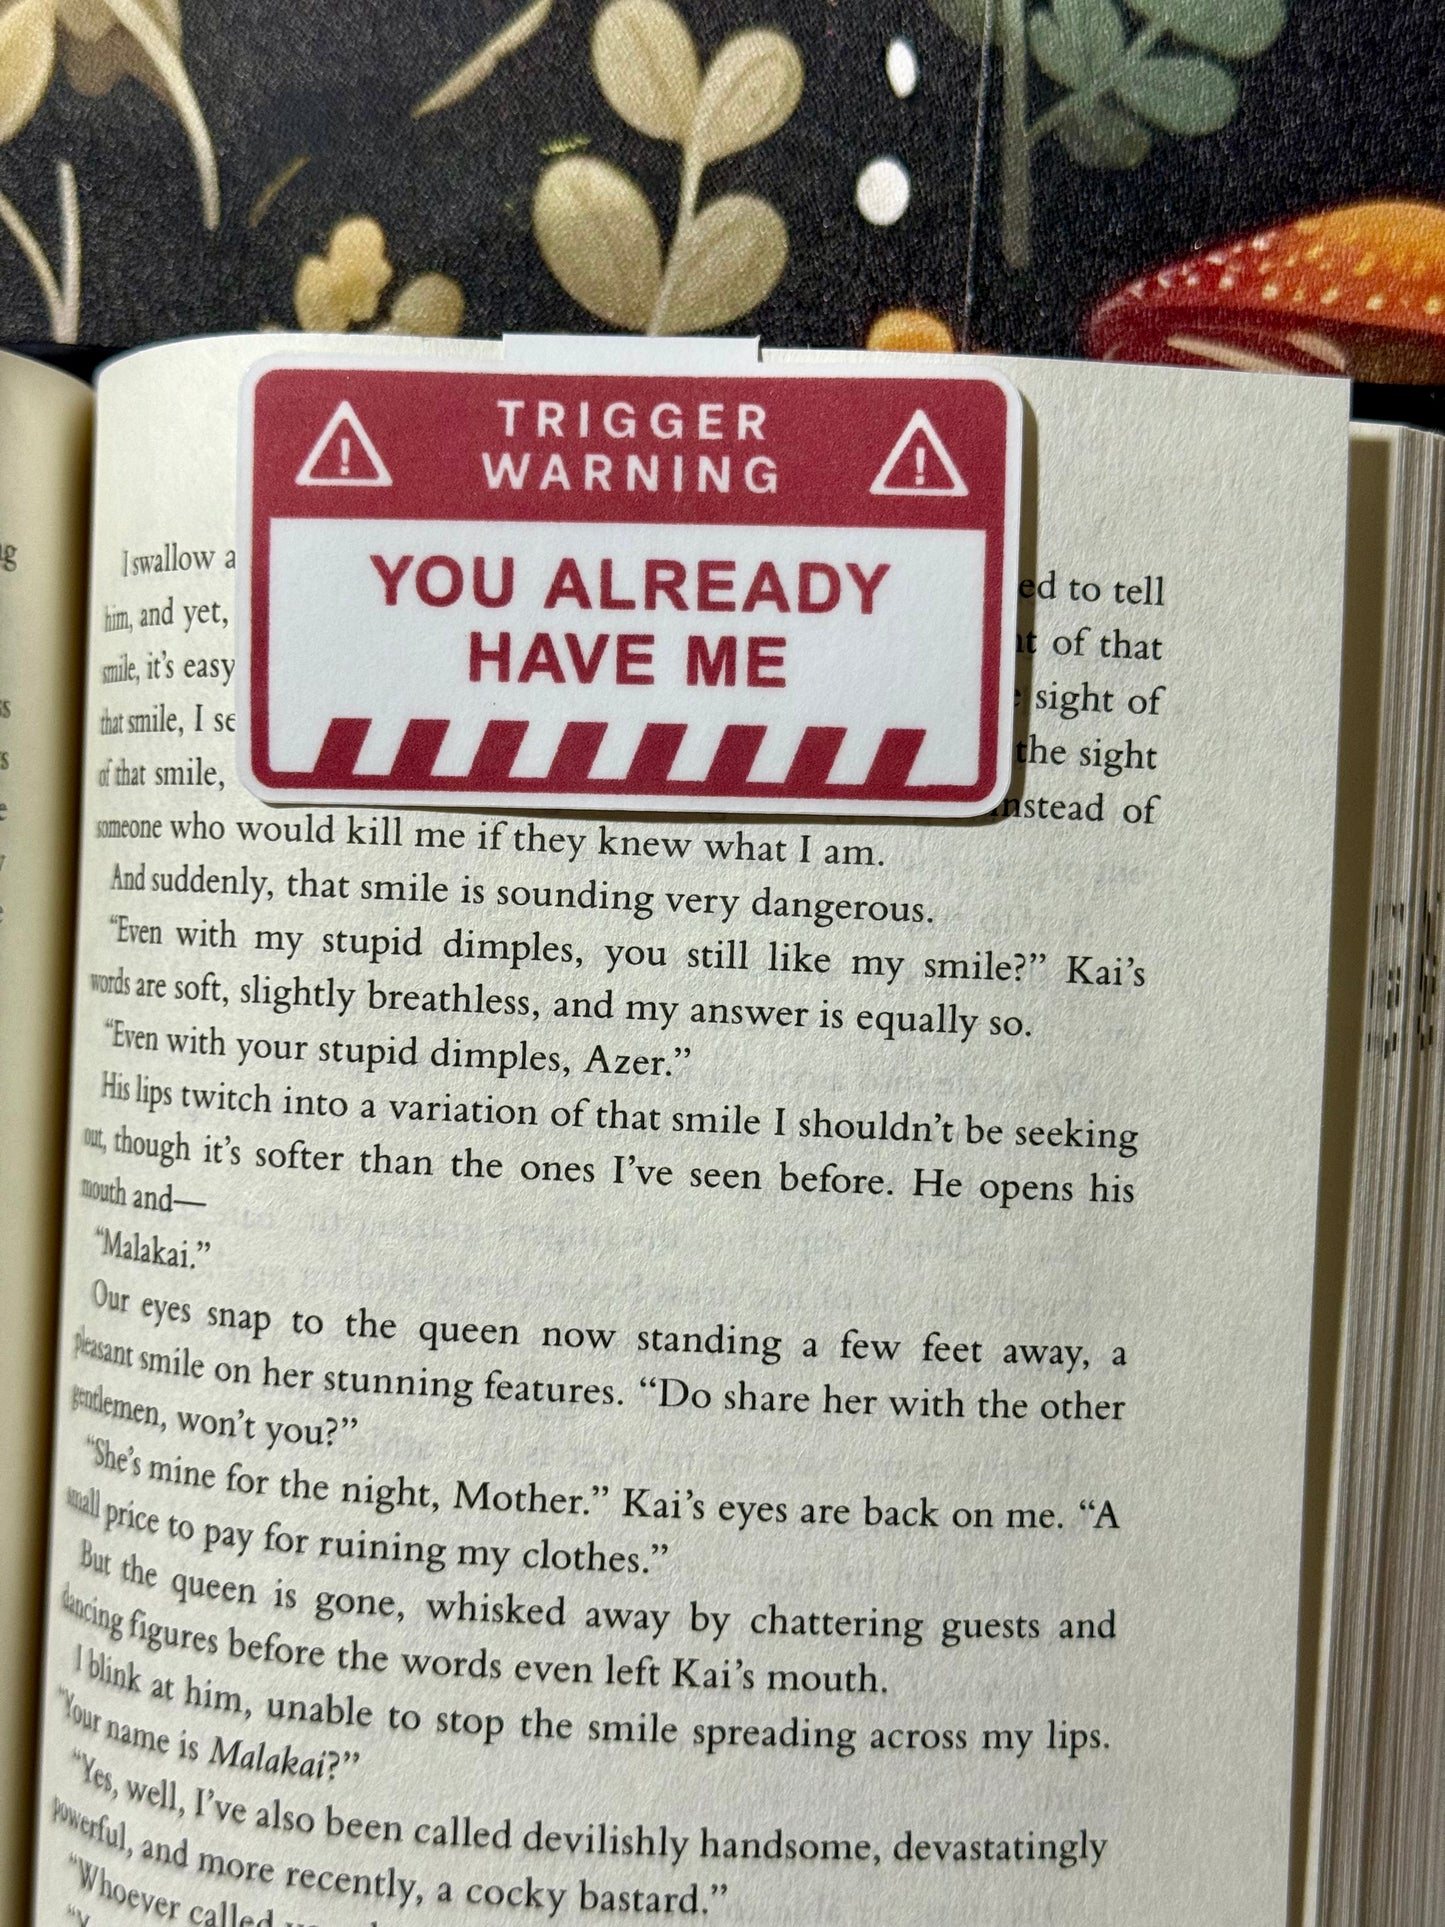 TRIGGER
WARNING
YOU ALREADY
HAVE ME
I swallow a
ed to tell
him, and yet,
of that
smile, it's easy
sight of
that smile, I se
the sight
of that smile,
instead of
someone who would kill me if they knew what I am.
And suddenly, that smile is sounding very dangerous.
“Even with my stupid dimples, you still like my smile?” Kai’s
words are soft, slightly breathless, and my answer is equally so.
“Even with your stupid dimples, Azer.”
His lips twitch into a variation of that smile I shouldn’t be seeking
out, though it’s softer than the ones I’ve seen before. He opens his
mouth and—
“Malakai.”
Our eyes snap to the queen now standing a few feet away, a
pleasant smile on her stunning features. “Do share her with the other
gentlemen, won’t you?”
“She’s mine for the night, Mother.” Kai’s eyes are back on me. “A
small price to pay for ruining my clothes.”
But the queen is gone, whisked away by chattering guests and
dancing figures before the words even left Kai’s mouth.
I blink at him, unable to stop the smile spreading across my lips.
“Your name is Malakai?”
“Yes, well, I’ve also been called devilishly handsome, devastatingly
powerful, and more recently, a cocky bastard.”
“Whoever called